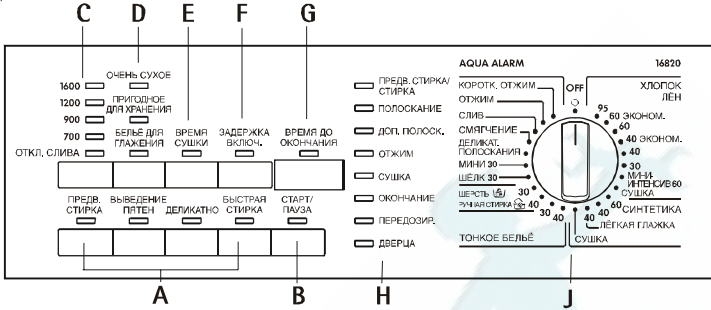 C D E F G
ОЧЕНЬ СУХОЕ
1600
1200
900
700
ОТКЛ. СЛИВА
ПРИГОДНОЕ
ДЛЯ ХРАНЕНИЯ
БЕЛЬЁ ДЛЯ
ГЛАЖЕНИЯ
ВРЕМЯ
СУШКИ
ЗАДЕРЖКА
ВКЛЮЧ.
ВРЕМЯ ДО
ОКОНЧАНИЯ
ПРЕДВ.
СТИРКА
ВЫВЕДЕНИЕ
ПЯТЕН
ДЕЛИКАТНО
БЫСТРАЯ
СТИРКА
СТАРТ/
ПАУЗА
A
B
ПРЕДВ. СТИРКА/
СТИРКА
ПОЛОСКАНИЕ
ДОП. ПОЛОСК.
ОТЖИМ
СУШКА
ОКОНЧАНИЕ
ПЕРЕДОЗИР.
ДВЕРЦА
H
AQUA ALARM
16820
КОРОТК. ОТЖИМ
ОТЖИМ
СЛИВ
СМЯГЧЕНИЕ
ДЕЛИКАТ.
ПОЛОСКАНИЯ
МИНИ 30
ШЁЛК 30
ШЕРСТЬ
РУЧНАЯ СТИРКА
ТОНКОЕ БЕЛЬЁ
OFF
ХЛОПОК
ЛЁН
95
60 ЭКОНОМ.
60
40 ЭКОНОМ.
40
30
МИНИ-
ИНТЕНСИВ 60
СУШКА
60
СИНТЕТИКА
40
40
ЛЁГКАЯ ГЛАЖКА
СУШКА
40
30
40
30
J